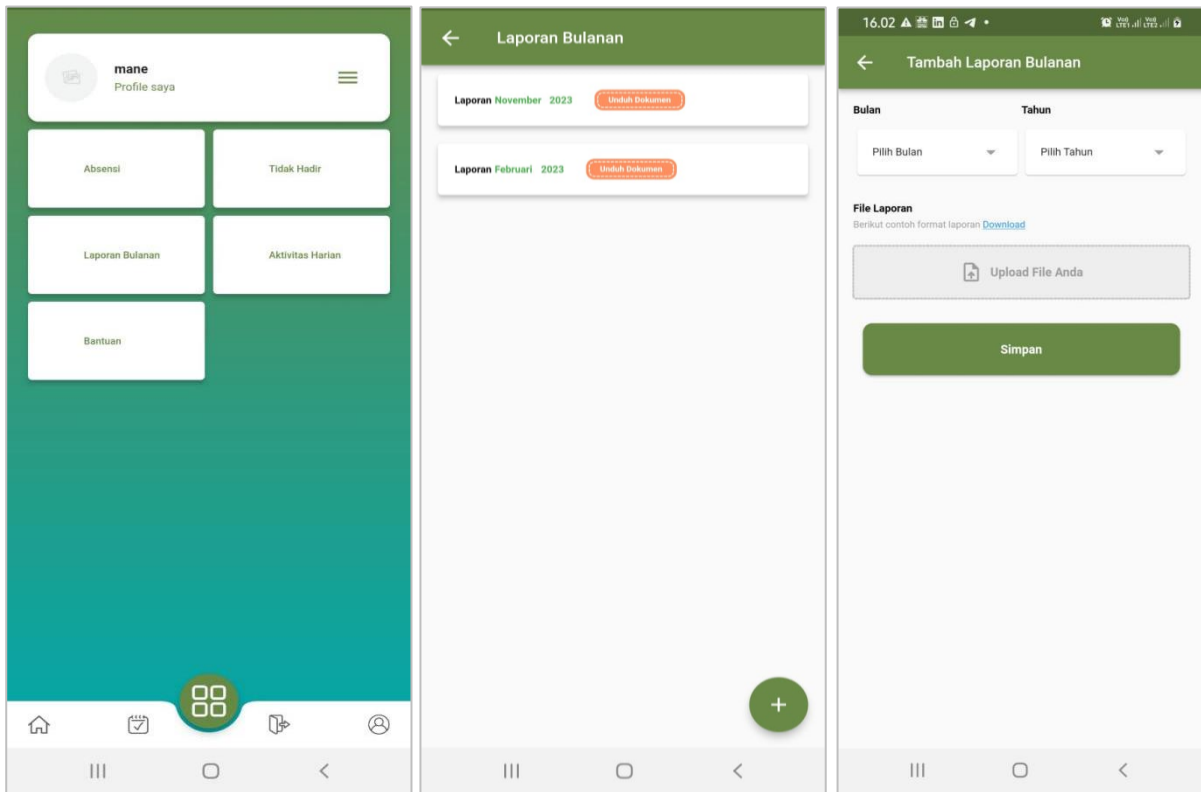 mane
Profile saya
Absensi
Tidak Hadir
Laporan Bulanan
Aktivitas Harian
Bantuan
Laporan Bulanan
Laporan November 2023 Unduh Dokumen
Laporan Februari 2023 Unduh Dokumen
16.02
Tambah Laporan Bulanan
Bulan Tahun
Pilih Bulan Pilih Tahun
File Laporan
Berikut contoh format laporan Download
Upload File Anda
Simpan